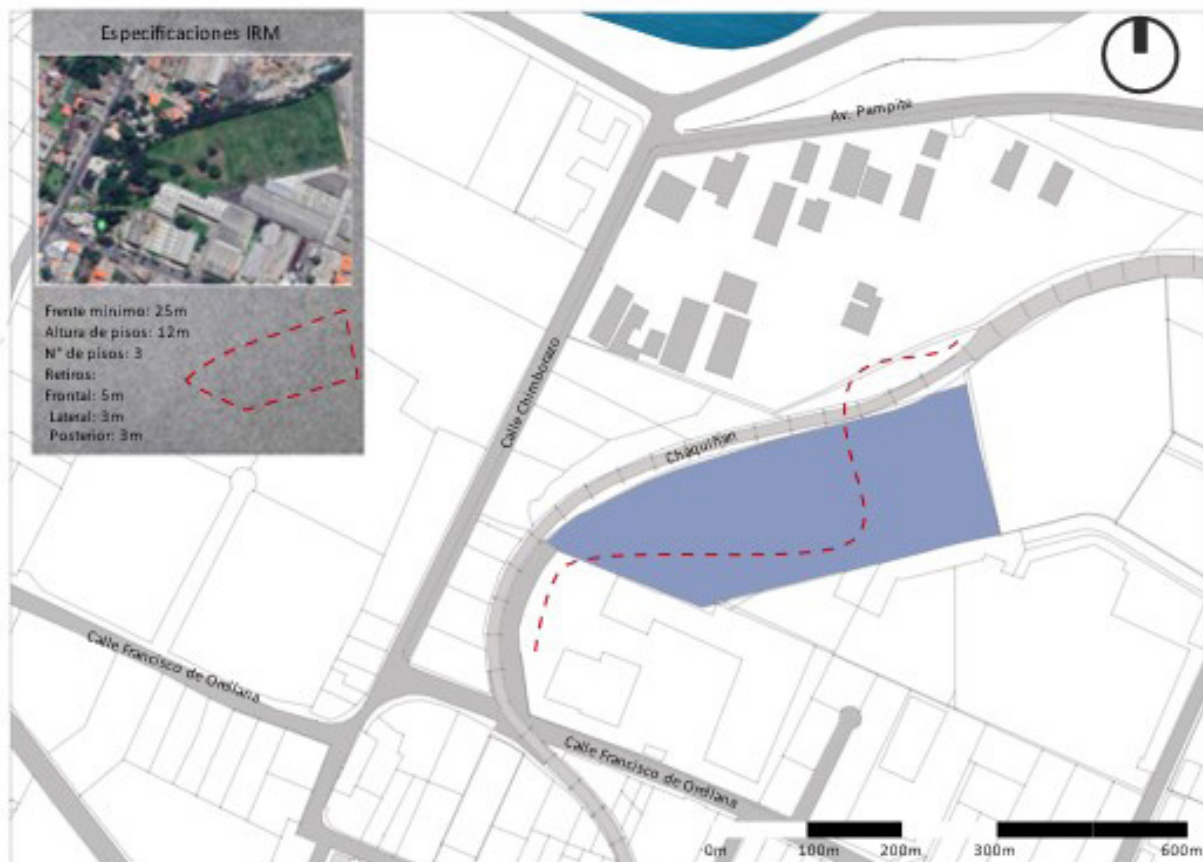 Especificaciones IRM
Frente mínimo: 25m
Altura de pisos: 12m
N° de pisos: 3
Retiros:
Frontal: 5m
Lateral: 3m
Posterior: 3m
Av. Pampite
Calle Chimborazo
Chaquiñan
Calle Francisco de Orellana
Calle Francisco de Orellana
0m 100m 200m 300m 600m